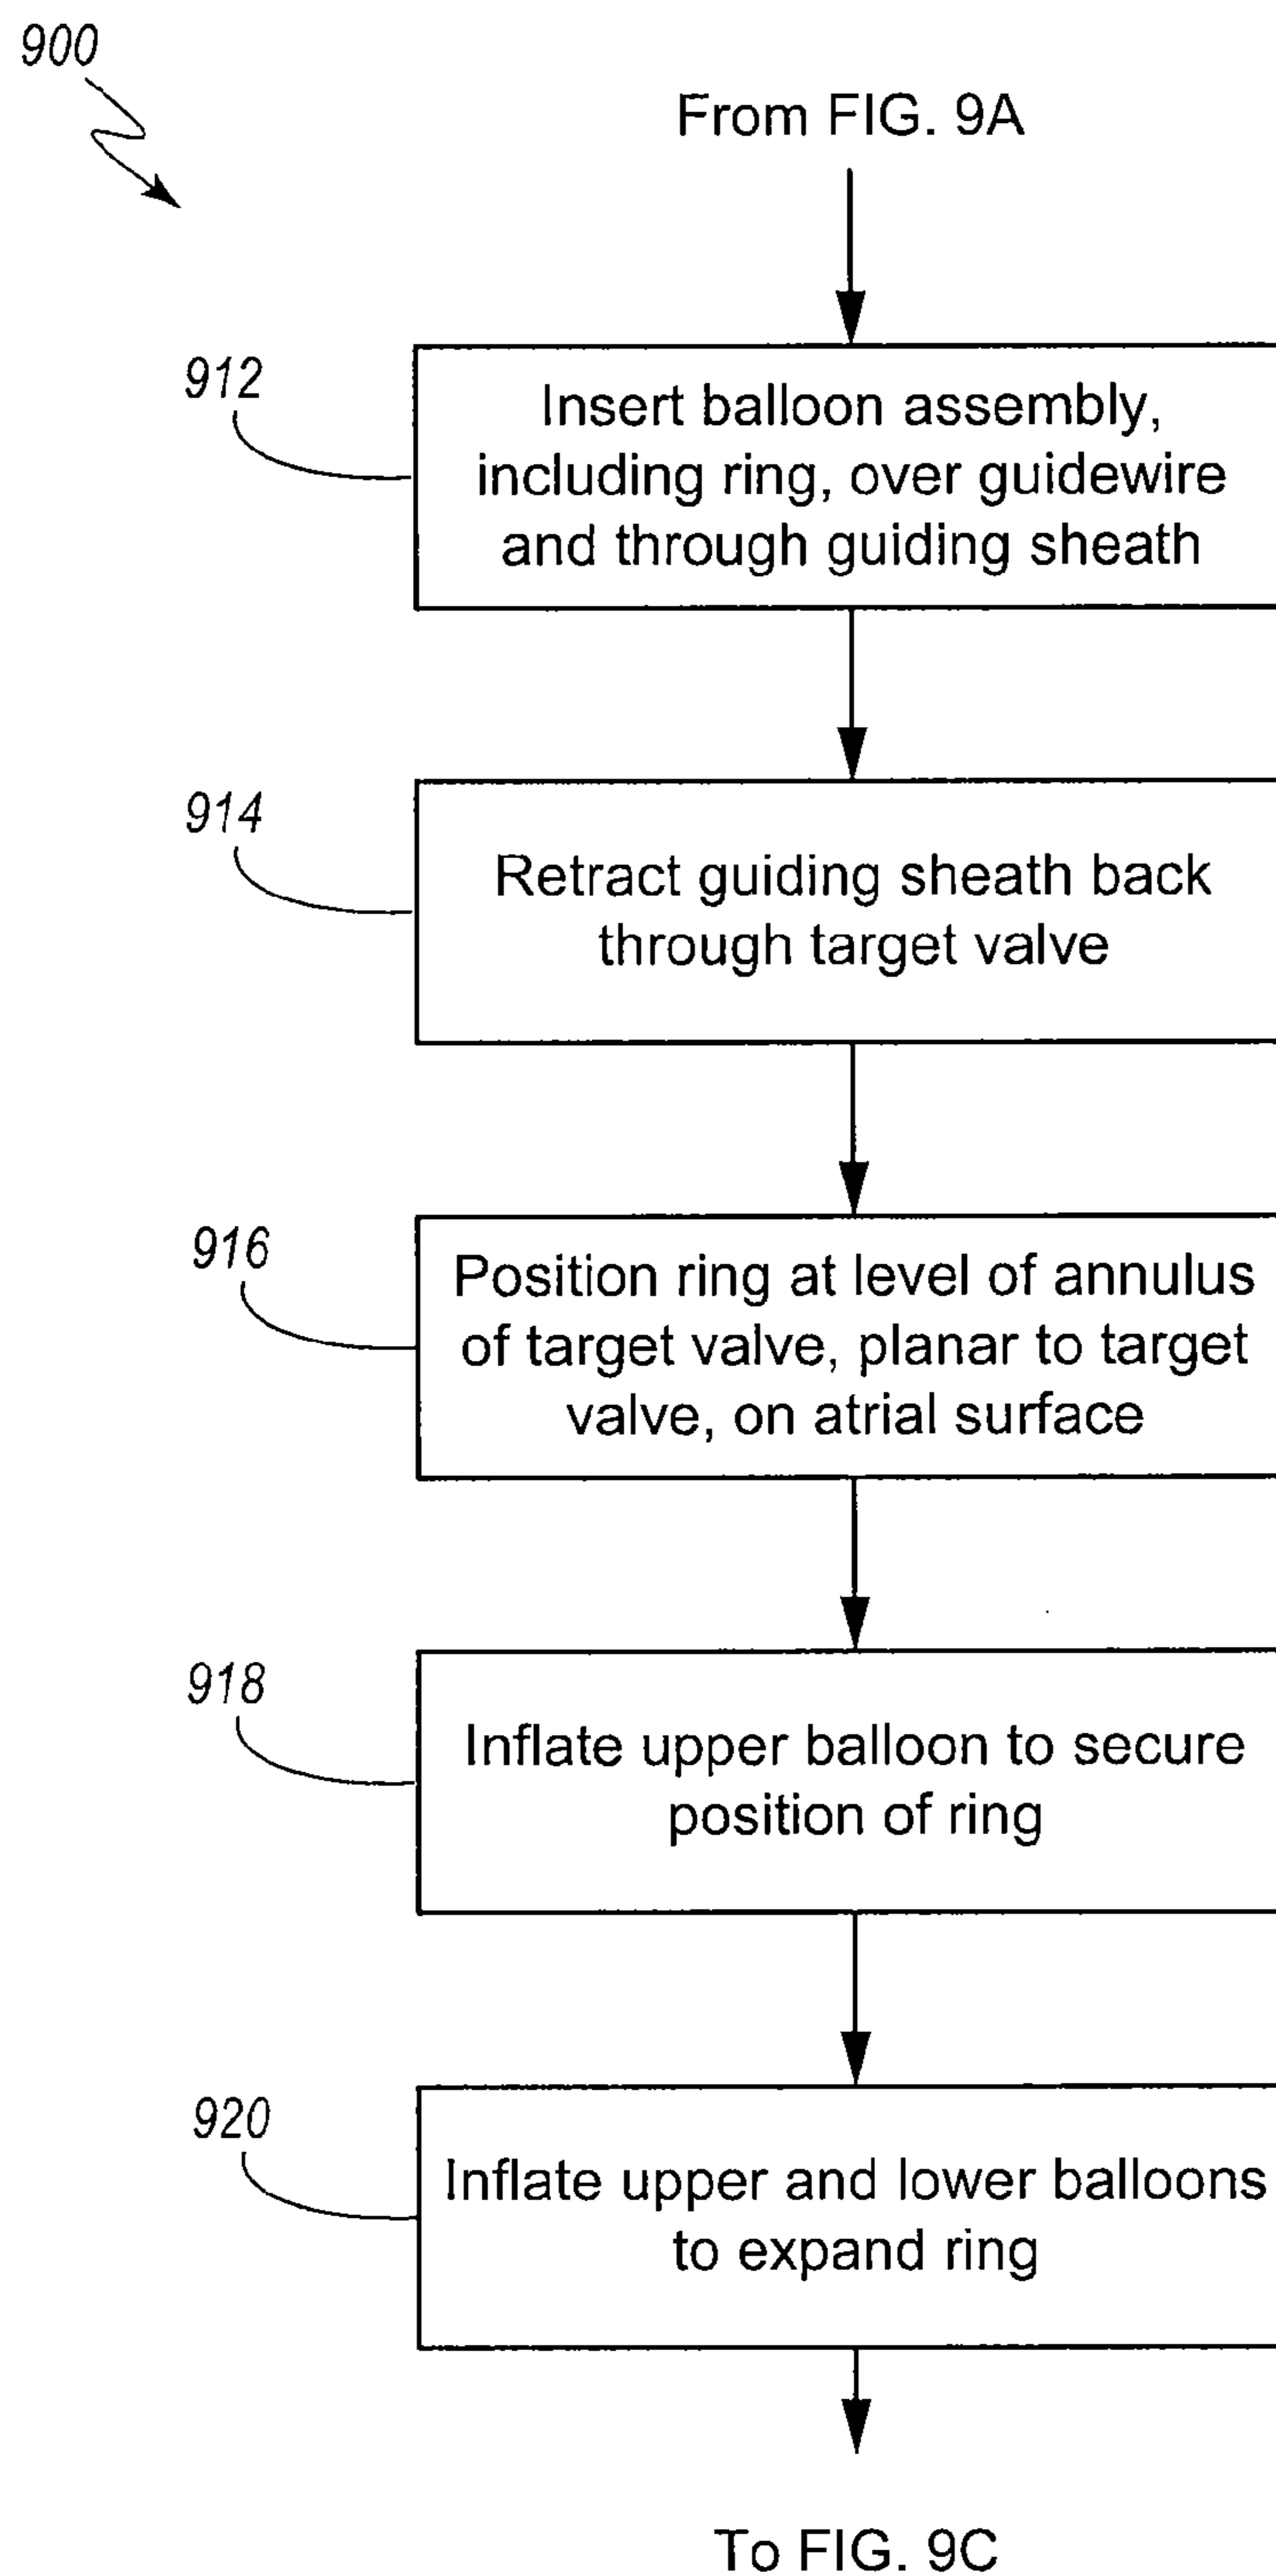 900
From FIG. 9A
912
Insert balloon assembly,
including ring, over guidewire
and through guiding sheath
914
Retract guiding sheath back
through target valve
916
Position ring at level of annulus
of target valve, planar to target
valve, on atrial surface
918
Inflate upper balloon to secure
position of ring
920
Inflate upper and lower balloons
to expand ring
To FIG. 9C